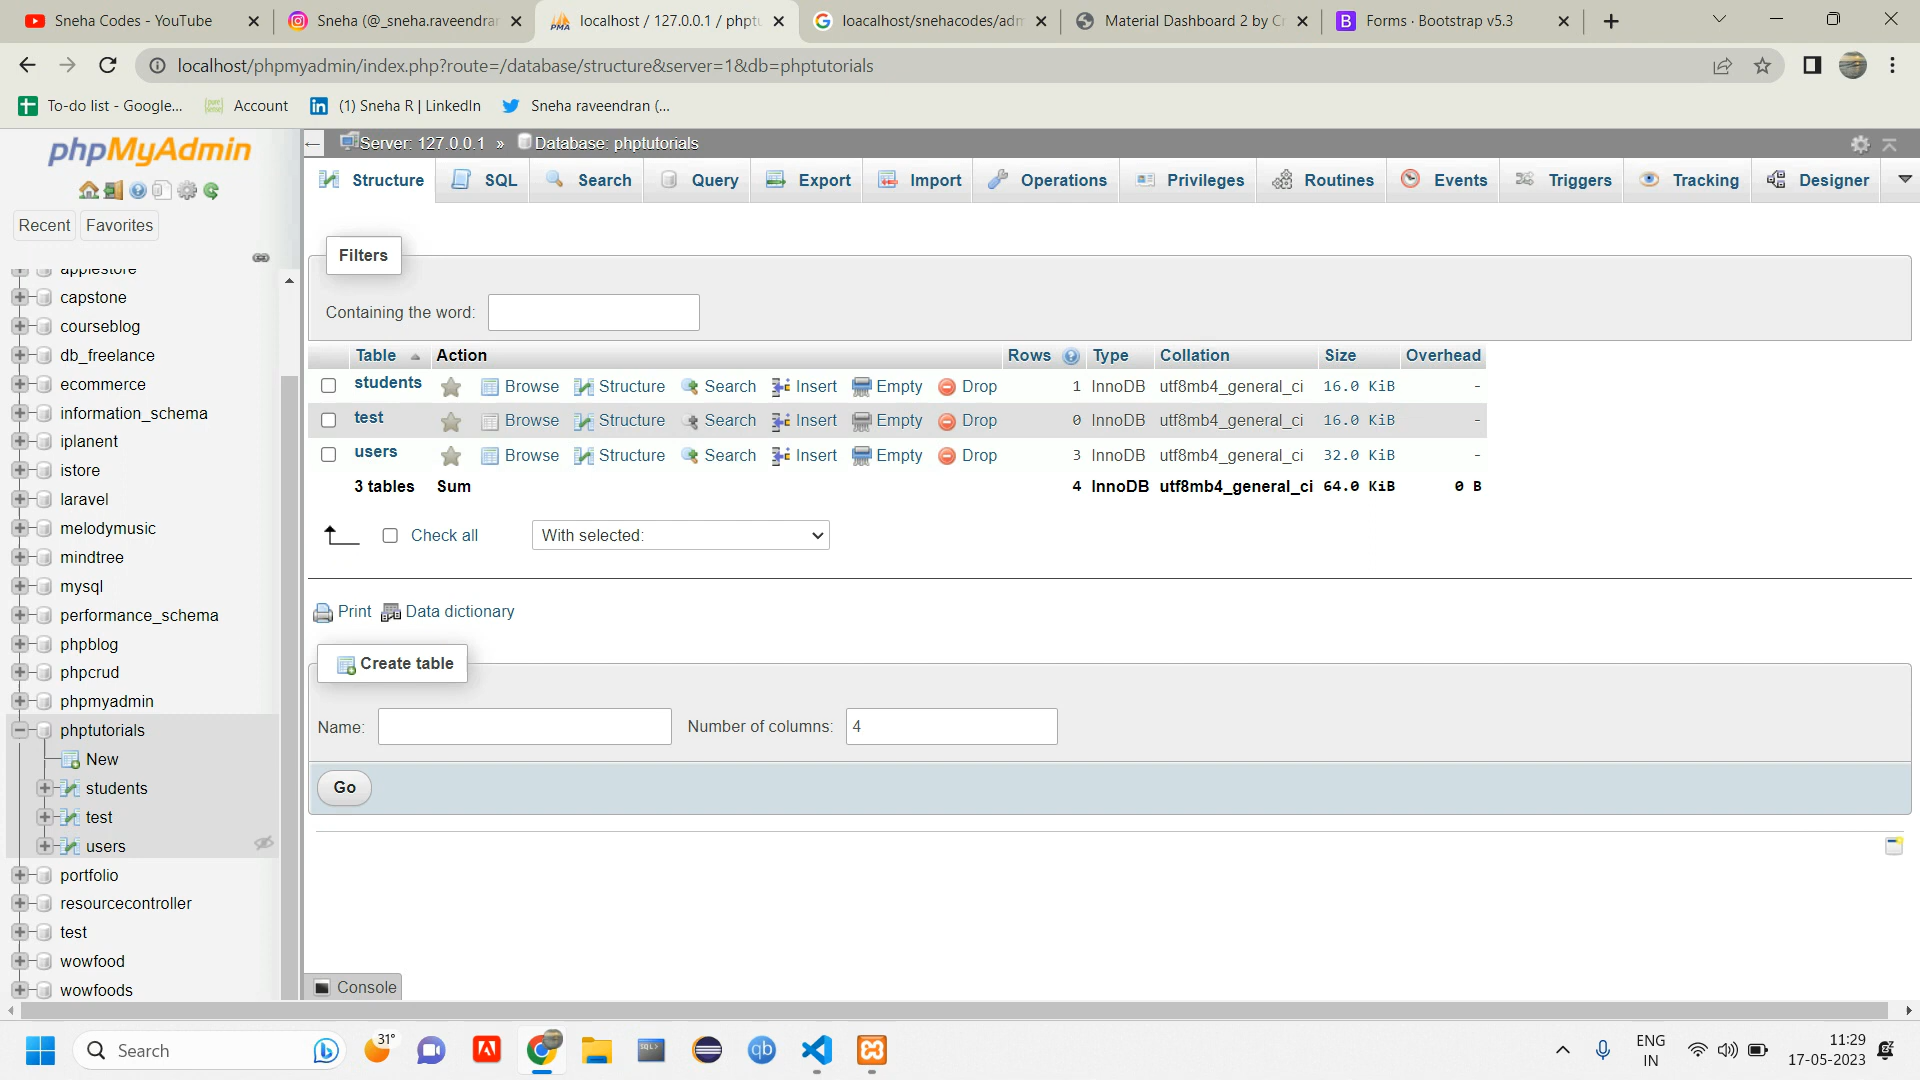 Sneha Codes - YouTube
Sneha (@_sneha.raveendran
localhost / 127.0.0.1 / phptu
loacalhost/snehacodes/adm
Material Dashboard 2 by Cr
Forms · Bootstrap v5.3
localhost/phpmyadmin/index.php?route=/database/structure&server=1&db=phptutorials
To-do list - Google...
Account
(1) Sneha R | LinkedIn
Sneha raveendran (...
phpMyAdmin
Recent
Favorites
applestore
capstone
courseblog
db_freelance
ecommerce
information_schema
iplanent
istore
laravel
melodymusic
mindtree
mysql
performance_schema
phpblog
phpcrud
phpmyadmin
phptutorials
New
students
test
users
portfolio
resourcecontroller
test
wowfood
wowfoods
Server: 127.0.0.1 » Database: phptutorials
Structure SQL Search Query Export Import Operations Privileges Routines Events Triggers Tracking Designer
Filters
Containing the word:
Table Action Rows Type Collation Size Overhead
students Browse Structure Search Insert Empty Drop 1 InnoDB utf8mb4_general_ci 16.0 KiB -
test Browse Structure Search Insert Empty Drop 0 InnoDB utf8mb4_general_ci 16.0 KiB -
users Browse Structure Search Insert Empty Drop 3 InnoDB utf8mb4_general_ci 32.0 KiB -
3 tables Sum 4 InnoDB utf8mb4_general_ci 64.0 KiB 0 B
Check all With selected:
Print Data dictionary
Create table
Name: Number of columns: 4
Go
Console
Search
31°
ENG
IN
11:29
17-05-2023